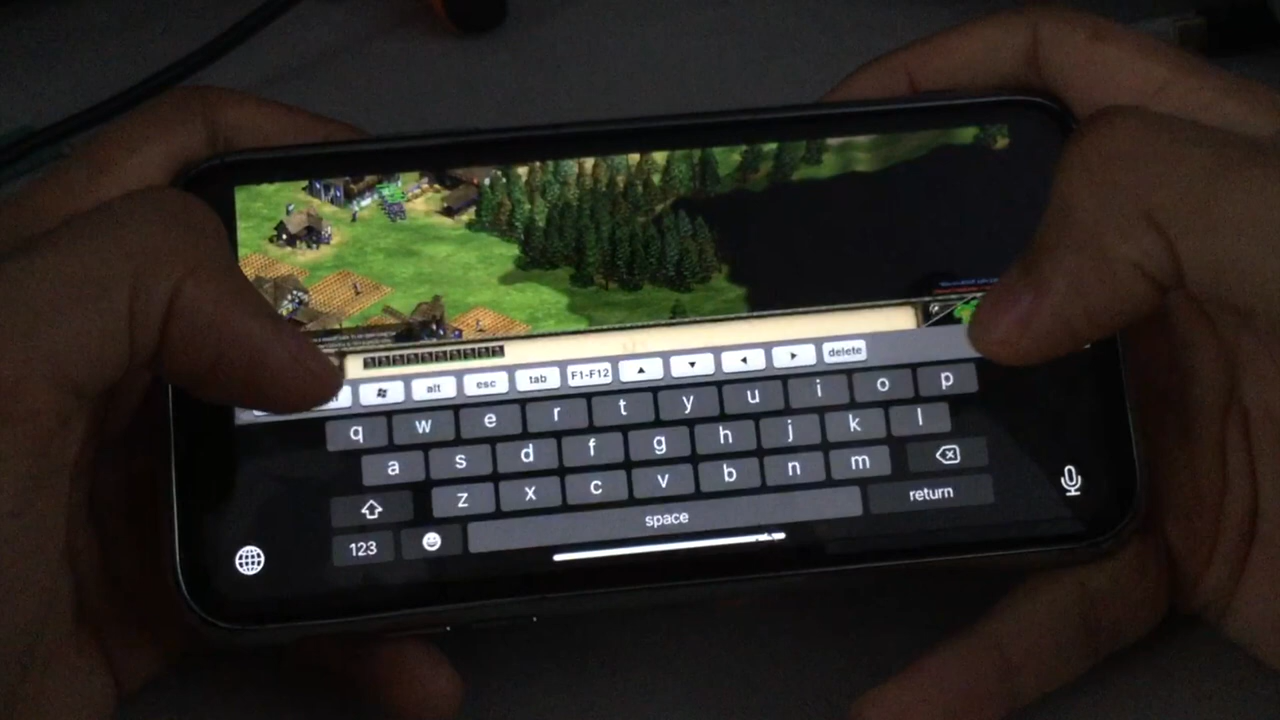 alt esc tab F1-F12 delete
q w e r t y u i o p
a s d f g h j k l
z x c v b n m
return
123 space